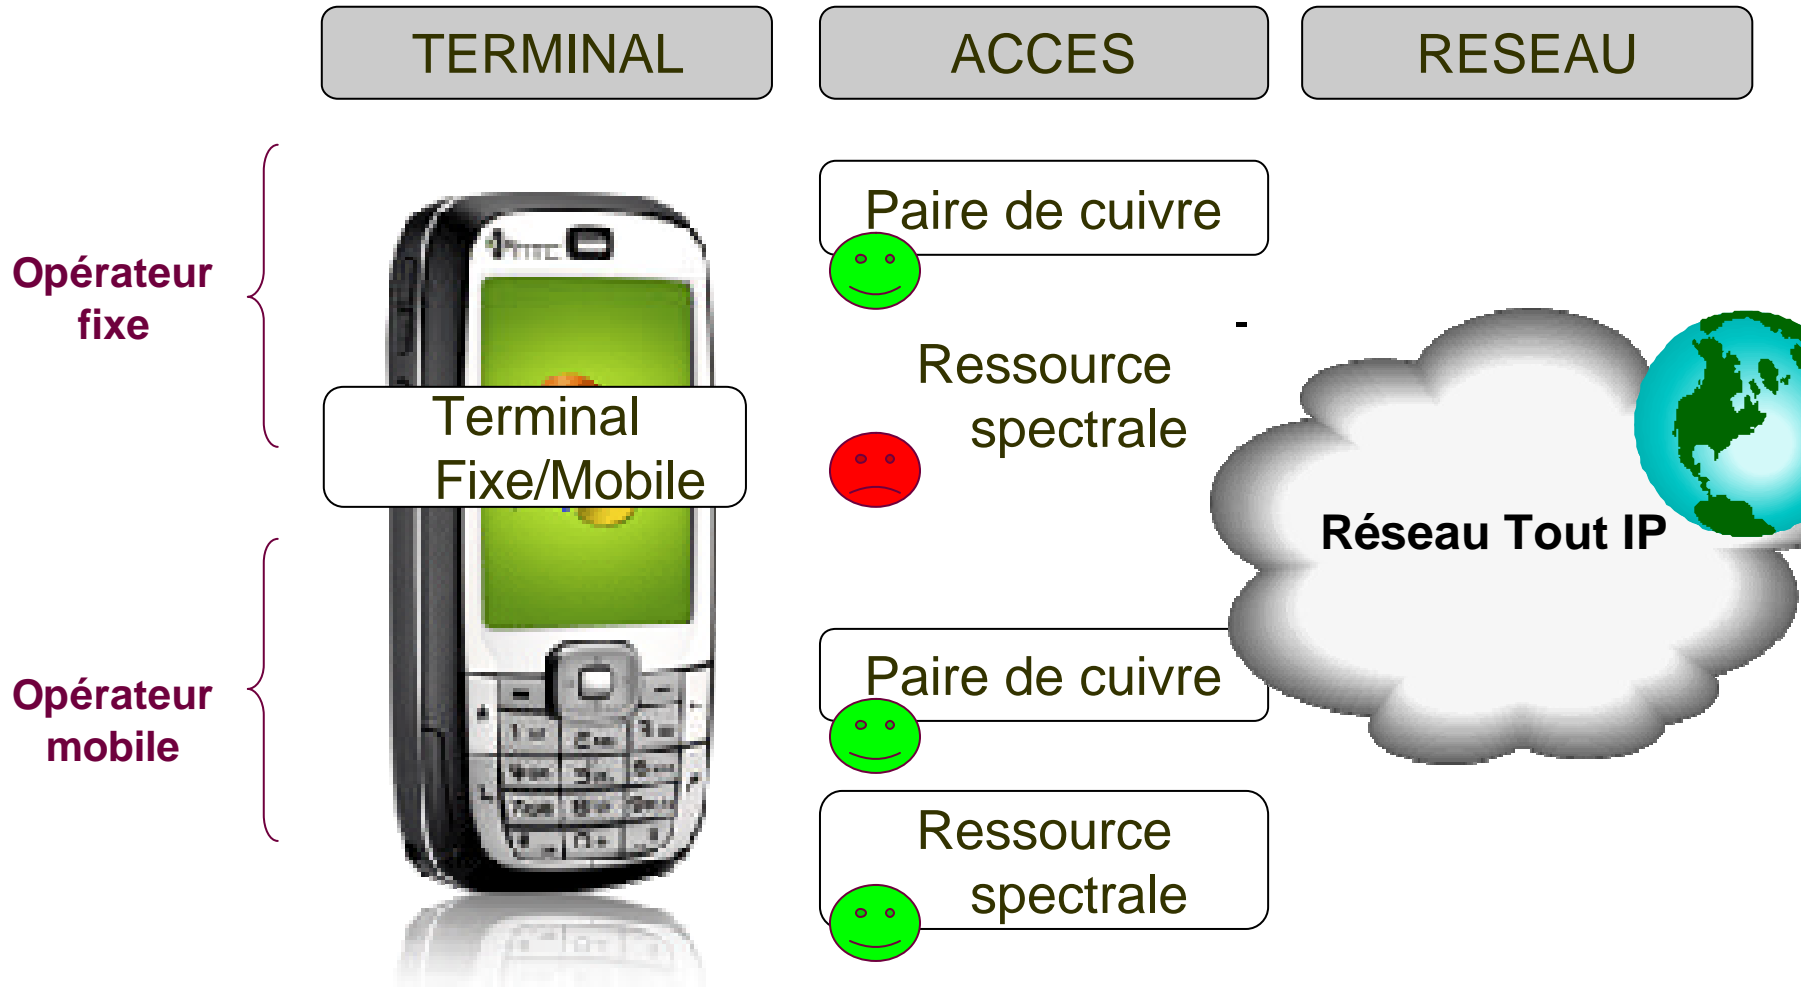 TERMINAL
ACCES
RESEAU
Opérateur
fixe
Opérateur
mobile
hTC
Terminal
Fixe/Mobile
Paire de cuivre
-
Ressource
spectrale
Paire de cuivre
Ressource
spectrale
Réseau Tout IP